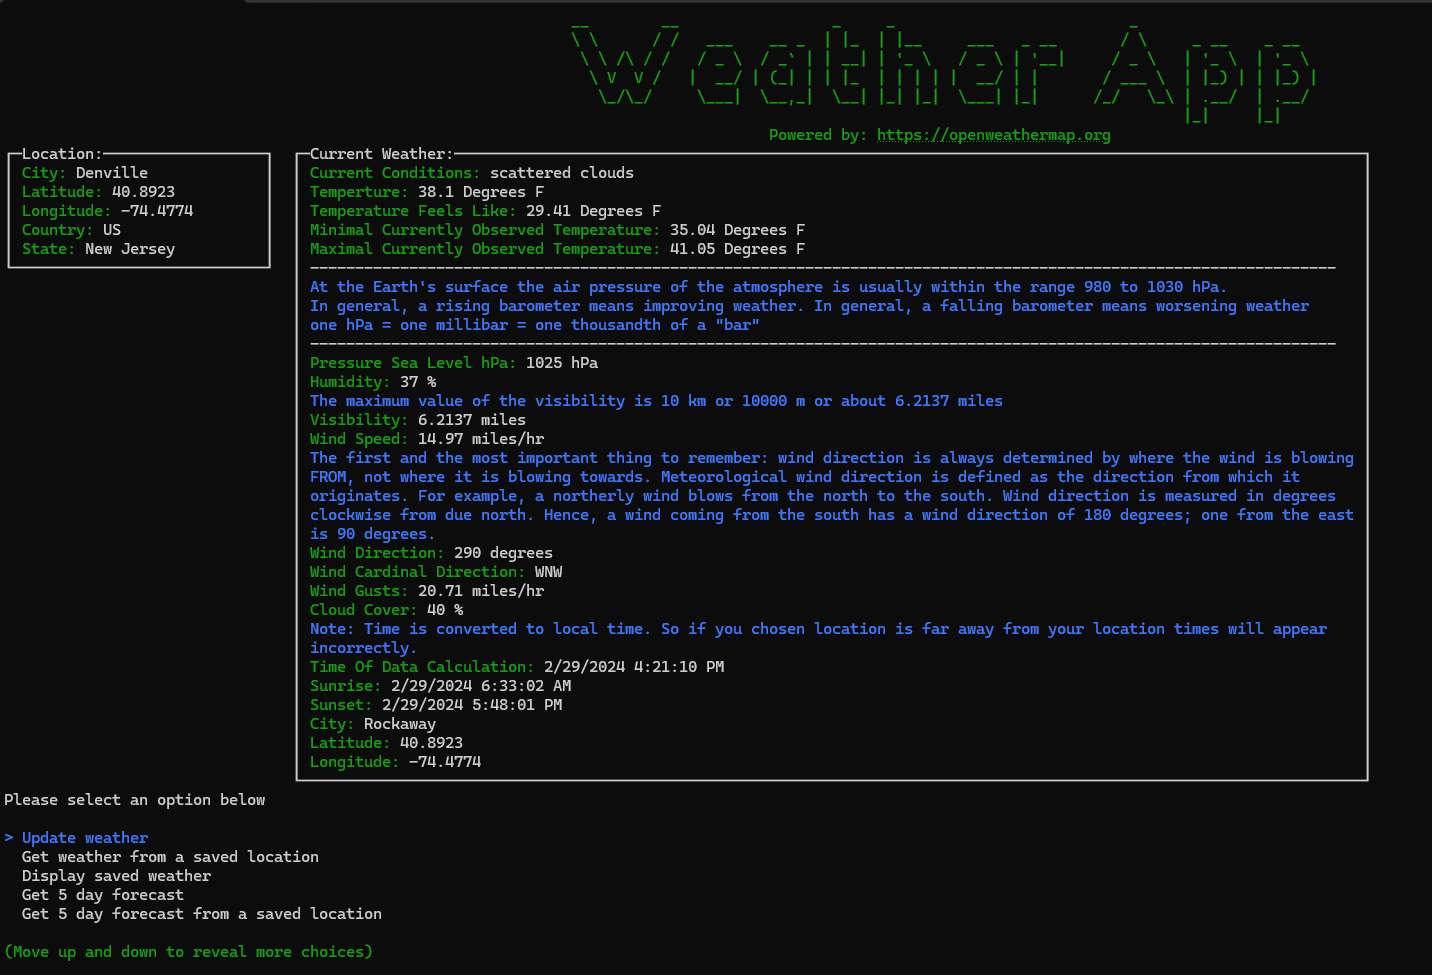 Weather App
Powered by: https://openweathermap.org
Location:
City: Denville
Latitude: 40.8923
Longitude: -74.4774
Country: US
State: New Jersey
Current Weather:
Current Conditions: scattered clouds
Temperture: 38.1 Degrees F
Temperature Feels Like: 29.41 Degrees F
Minimal Currently Observed Temperature: 35.04 Degrees F
Maximal Currently Observed Temperature: 41.05 Degrees F
At the Earth's surface the air pressure of the atmosphere is usually within the range 980 to 1030 hPa.
In general, a rising barometer means improving weather. In general, a falling barometer means worsening weather
one hPa = one millibar = one thousandth of a "bar"
Pressure Sea Level hPa: 1025 hPa
Humidity: 37 %
The maximum value of the visibility is 10 km or 10000 m or about 6.2137 miles
Visibility: 6.2137 miles
Wind Speed: 14.97 miles/hr
The first and the most important thing to remember: wind direction is always determined by where the wind is blowing
FROM, not where it is blowing towards. Meteorological wind direction is defined as the direction from which it
originates. For example, a northerly wind blows from the north to the south. Wind direction is measured in degrees
clockwise from due north. Hence, a wind coming from the south has a wind direction of 180 degrees; one from the east
is 90 degrees.
Wind Direction: 290 degrees
Wind Cardinal Direction: WNW
Wind Gusts: 20.71 miles/hr
Cloud Cover: 40 %
Note: Time is converted to local time. So if you chosen location is far away from your location times will appear
incorrectly.
Time Of Data Calculation: 2/29/2024 4:21:10 PM
Sunrise: 2/29/2024 6:33:02 AM
Sunset: 2/29/2024 5:48:01 PM
City: Rockaway
Latitude: 40.8923
Longitude: -74.4774
Please select an option below
> Update weather
Get weather from a saved location
Display saved weather
Get 5 day forecast
Get 5 day forecast from a saved location
(Move up and down to reveal more choices)